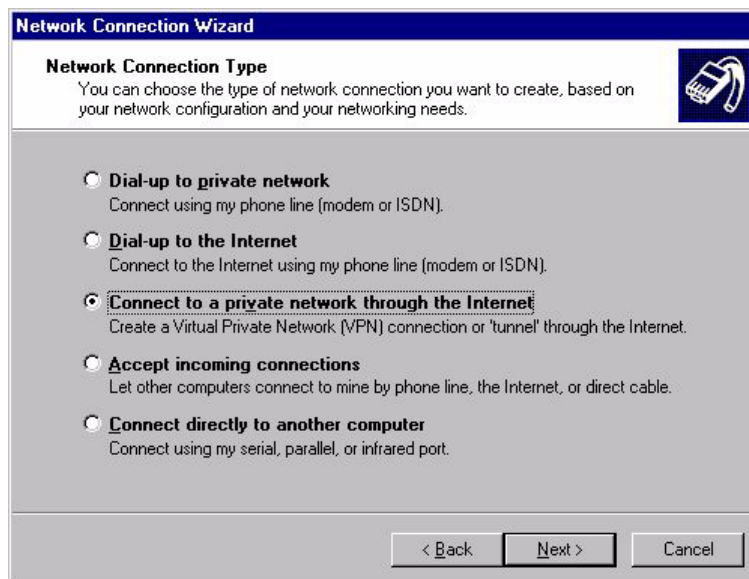 Network Connection Wizard
Network Connection Type
You can choose the type of network connection you want to create, based on
your network configuration and your networking needs.
Dial-up to private network
Connect using my phone line (modem or ISDN).
Dial-up to the Internet
Connect to the Internet using my phone line (modem or ISDN).
Connect to a private network through the Internet
Create a Virtual Private Network (VPN) connection or 'tunnel' through the Internet.
Accept incoming connections
Let other computers connect to mine by phone line, the Internet, or direct cable.
Connect directly to another computer
Connect using my serial, parallel, or infrared port.
< Back Next > Cancel